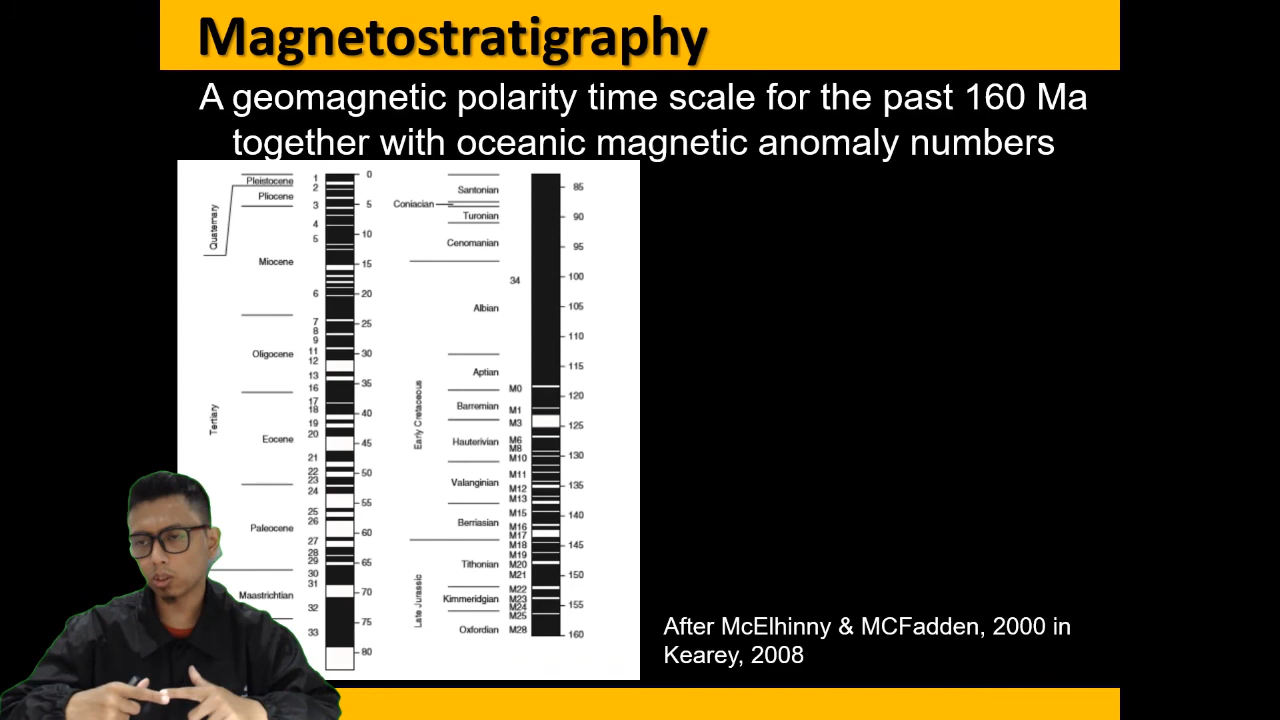 Magnetostratigraphy
A geomagnetic polarity time scale for the past 160 Ma
together with oceanic magnetic anomaly numbers
Quaternary
Tertiary
Pleistocene
Pliocene
Miocene
Oligocene
Eocene
Paleocene
Maastrichtian
1
2
3
4
5
6
7
8
9
11
12
13
16
17
18
19
20
21
22
23
24
25
26
27
28
29
30
31
32
33
0
5
10
15
20
25
30
35
40
45
50
55
60
65
70
75
80
Early Cretaceous
Late Jurassic
Santonian
Coniacian
Turonian
Cenomanian
Albian
Aptian
Barremian
Hauterivian
Valanginian
Berriasian
Tithonian
Kimmeridgian
Oxfordian
34
M0
M1
M3
M6
M8
M10
M11
M12
M13
M15
M16
M17
M18
M19
M20
M21
M22
M23
M24
M25
M28
85
90
95
100
105
110
115
120
125
130
135
140
145
150
155
160
After McElhinny & MCFadden, 2000 in
Kearey, 2008